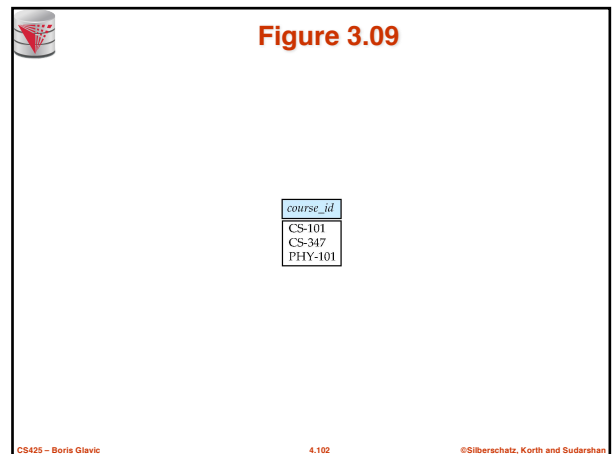 Figure 3.09
course_id
CS-101
CS-347
PHY-101
CS425 – Boris Glavic
4.102
©Silberschatz, Korth and Sudarshan